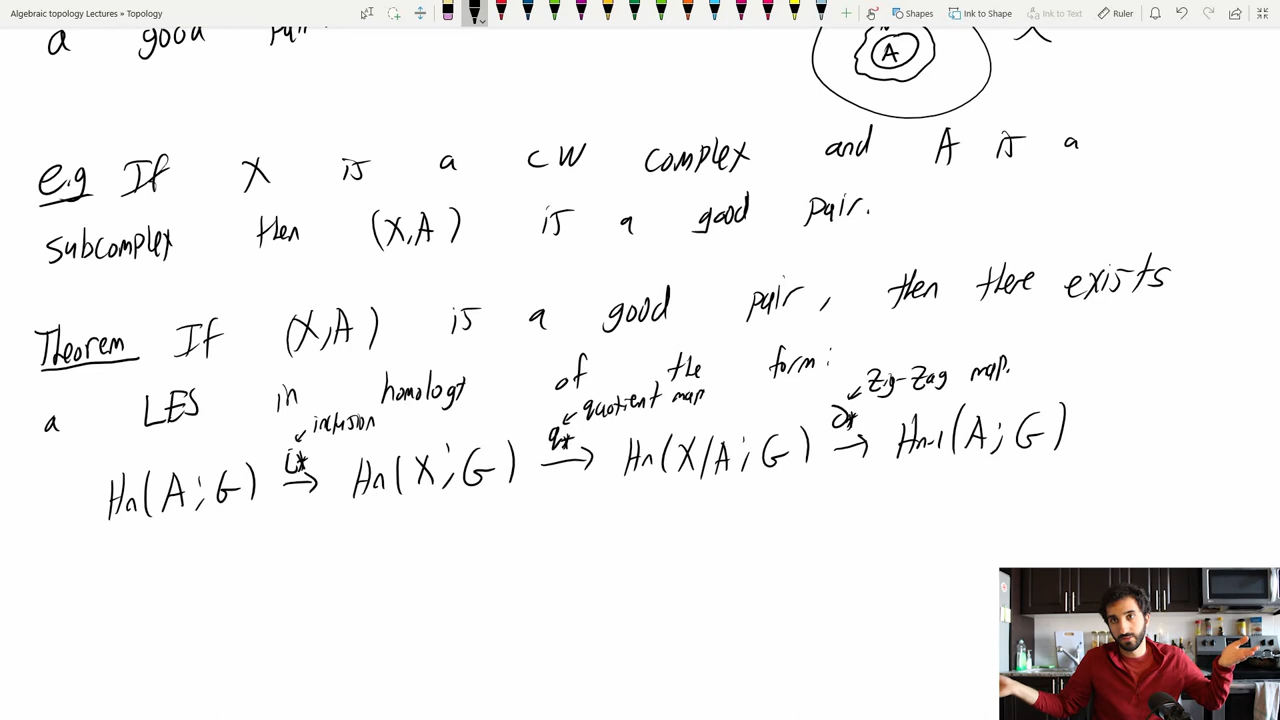 Algebraic topology Lectures – Topology
Shapes Ink to Shape Ink to Text Ruler
a good pair.
A X
e.g If X is a CW complex and A is a
subcomplex then (X,A) is a good pair.
Theorem If (X,A) is a good pair, then there exists
a LES in homology of the form:
inclusion quotient map Zig-Zag map.
i* q* ∂*
Hn(A;G) → Hn(X;G) → Hn(X/A;G) → Hn-1(A;G)